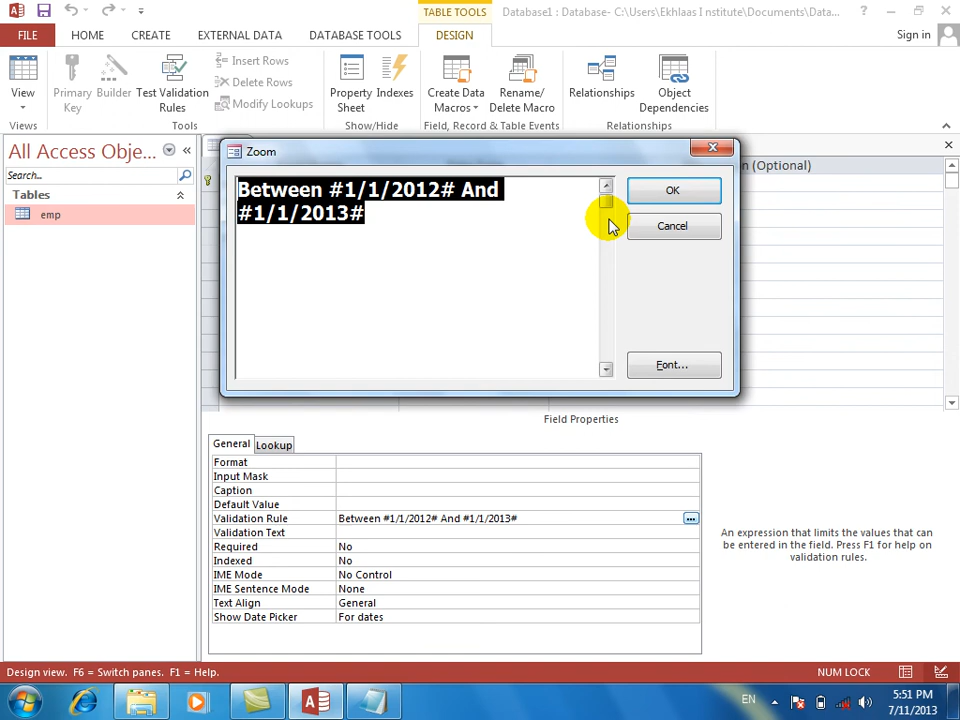 TABLE TOOLS
Database1 : Database- C:\Users\Ekhlaas I nstitute\Documents\Data...
FILE
HOME
CREATE
EXTERNAL DATA
DATABASE TOOLS
DESIGN
Sign in
View
Primary Key
Builder
Test Validation Rules
Insert Rows
Delete Rows
Modify Lookups
Property Sheet
Indexes
Create Data Macros
Rename/ Delete Macro
Relationships
Object Dependencies
Views
Tools
Show/Hide
Field, Record & Table Events
Relationships
All Access Obje...
Search...
Tables
emp
(Optional)
Zoom
Between #1/1/2012# And
#1/1/2013#
OK
Cancel
Font...
Field Properties
General
Lookup
Format
Input Mask
Caption
Default Value
Validation Rule Between #1/1/2012# And #1/1/2013#
Validation Text
Required No
Indexed No
IME Mode No Control
IME Sentence Mode None
Text Align General
Show Date Picker For dates
An expression that limits the values that can
be entered in the field. Press F1 for help on
validation rules.
Design view. F6 = Switch panes. F1 = Help.
NUM LOCK
EN
5:51 PM
7/11/2013